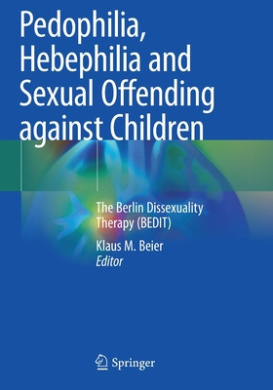 Pedophilia,
Hebephilia and
Sexual Offending
against Children
The Berlin Dissexuality
Therapy (BEDIT)
Klaus M. Beier
Editor
Springer